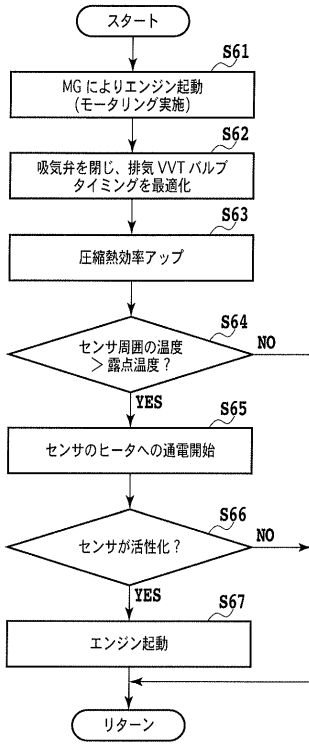 スタート
S61
MGによりエンジン起動
(モータリング実施)
S62
吸気弁を閉じ、排気VVTバルブ
タイミングを最適化
S63
圧縮熱効率アップ
S64
センサ周囲の温度
＞露点温度？
NO
YES
S65
センサのヒータへの通電開始
S66
センサが活性化？
NO
YES
S67
エンジン起動
リターン